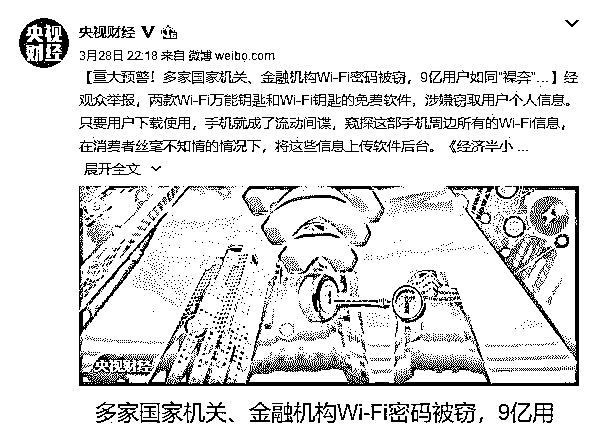 央视财经
央视财经
3月28日 22:18 来自 微博 weibo.com
【重大预警！多家国家机关、金融机构Wi-Fi密码被窃，9亿用户如同"裸奔"...】经
观众举报，两款Wi-Fi万能钥匙和Wi-Fi钥匙的免费软件，涉嫌窃取用户个人信息。
只要用户下载使用，手机就成了流动间谍，窥探这部手机周边所有的Wi-Fi信息，
在消费者丝毫不知情的情况下，将这些信息上传软件后台。《经济半小 ...
展开全文
央视财经
多家国家机关、金融机构Wi-Fi密码被窃，9亿用